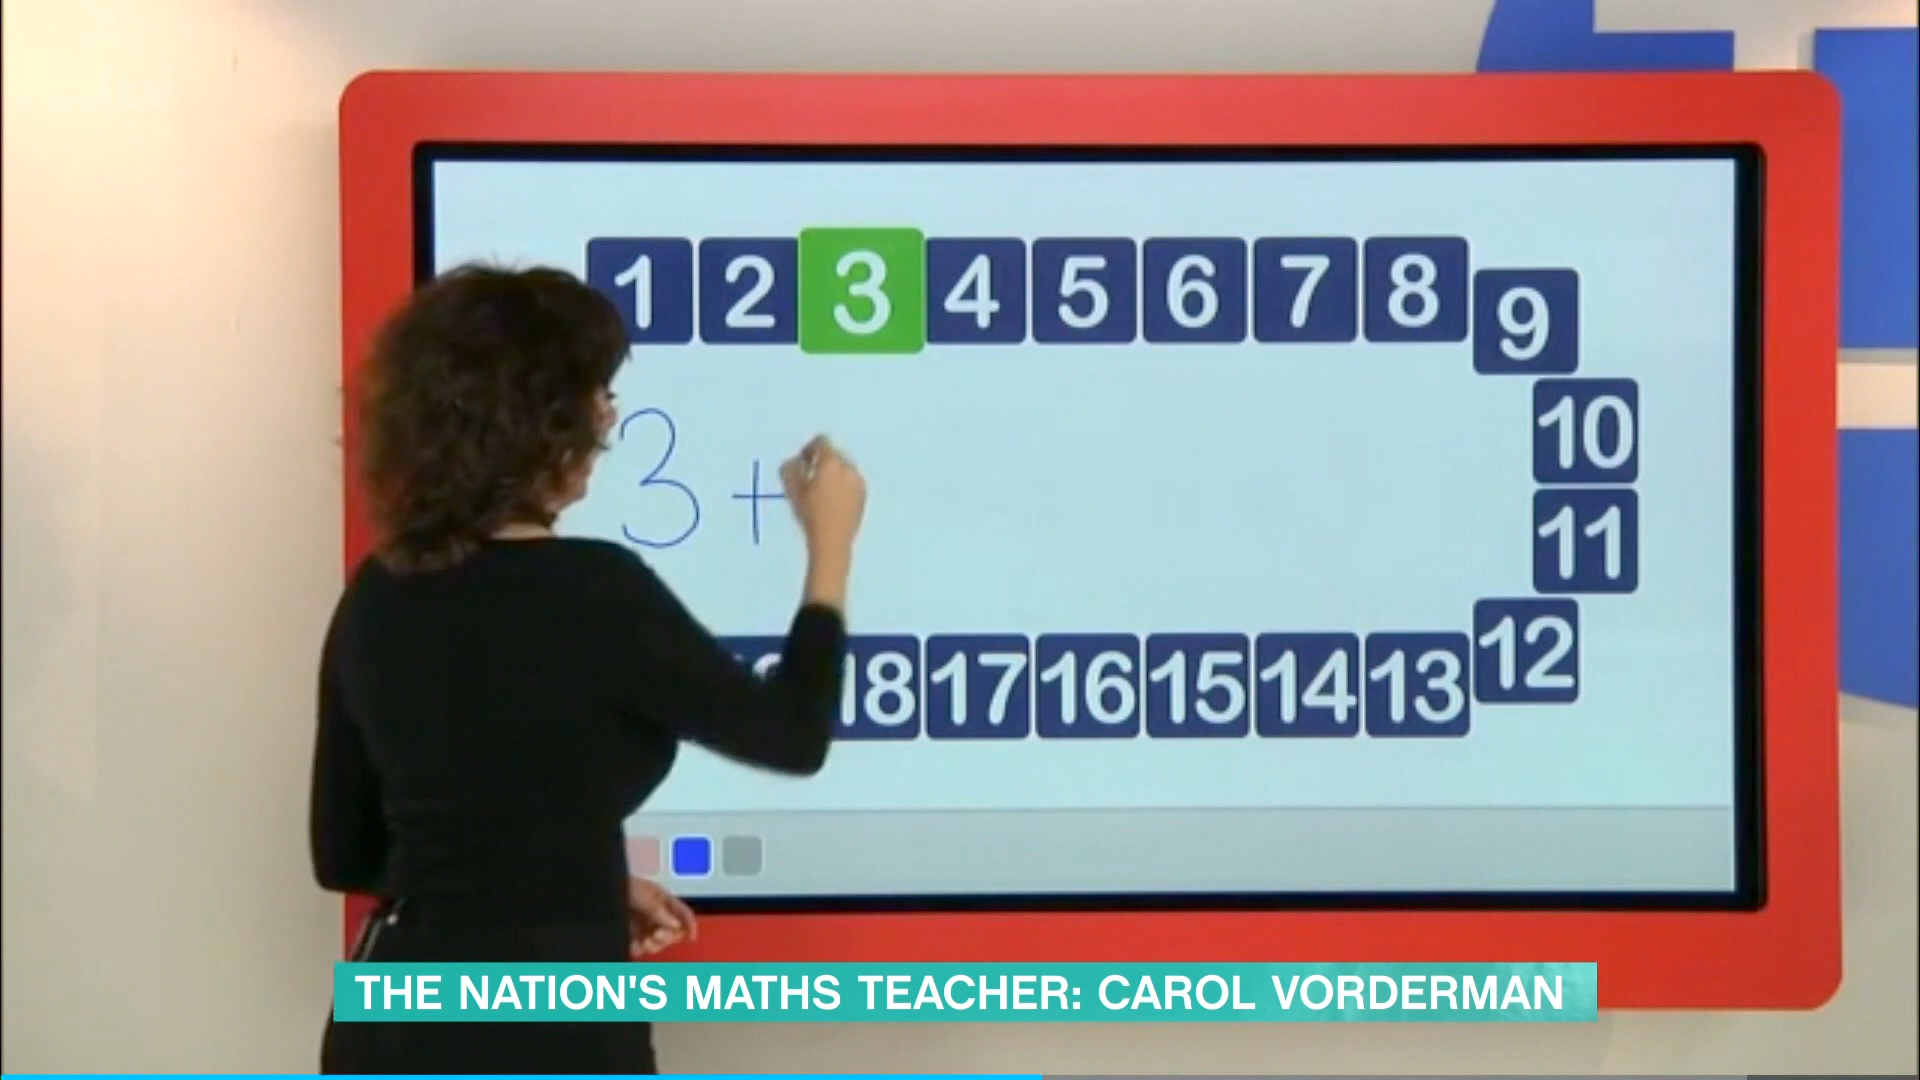 itv
1 2 3 4 5 6 7 8 9
10
3+
11
18 17 16 15 14 13 12
THE NATION'S MATHS TEACHER: CAROL VORDERMAN